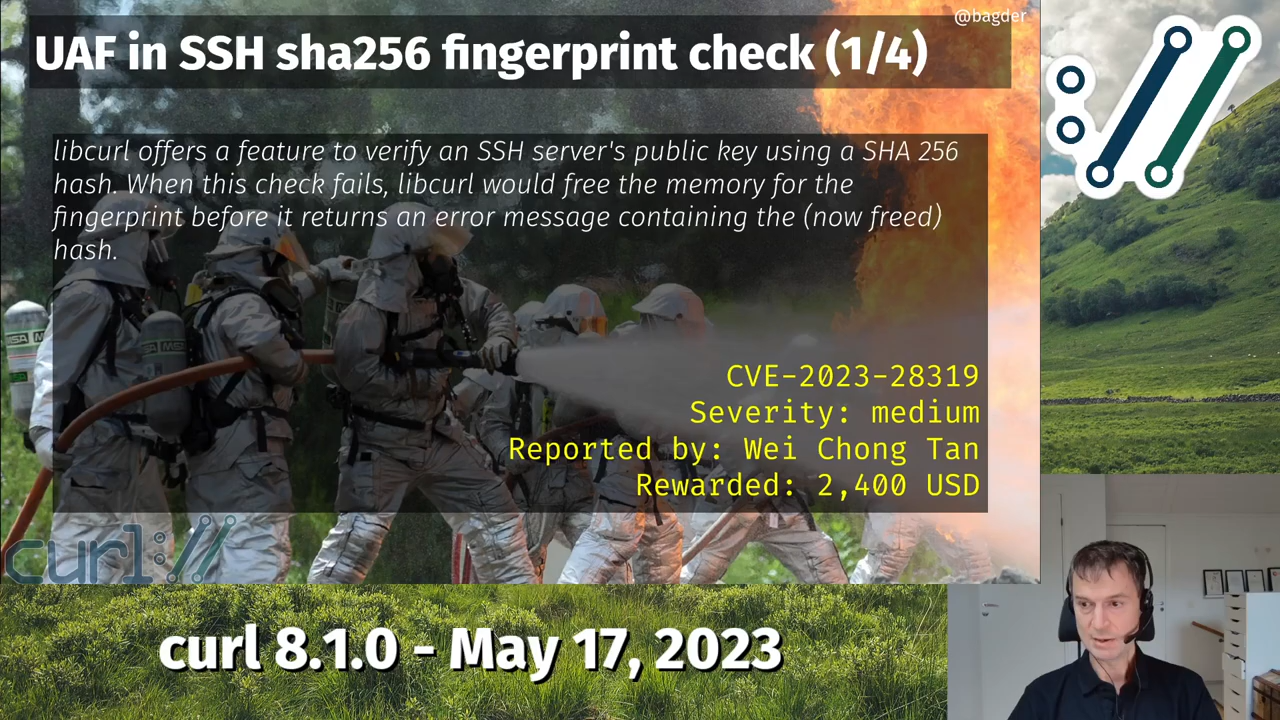 @bagder
UAF in SSH sha256 fingerprint check (1/4)
libcurl offers a feature to verify an SSH server's public key using a SHA 256
hash. When this check fails, libcurl would free the memory for the
fingerprint before it returns an error message containing the (now freed)
hash.
MSA
MSA
CVE-2023-28319
Severity: medium
Reported by: Wei Chong Tan
Rewarded: 2,400 USD
curl://
curl 8.1.0 - May 17, 2023